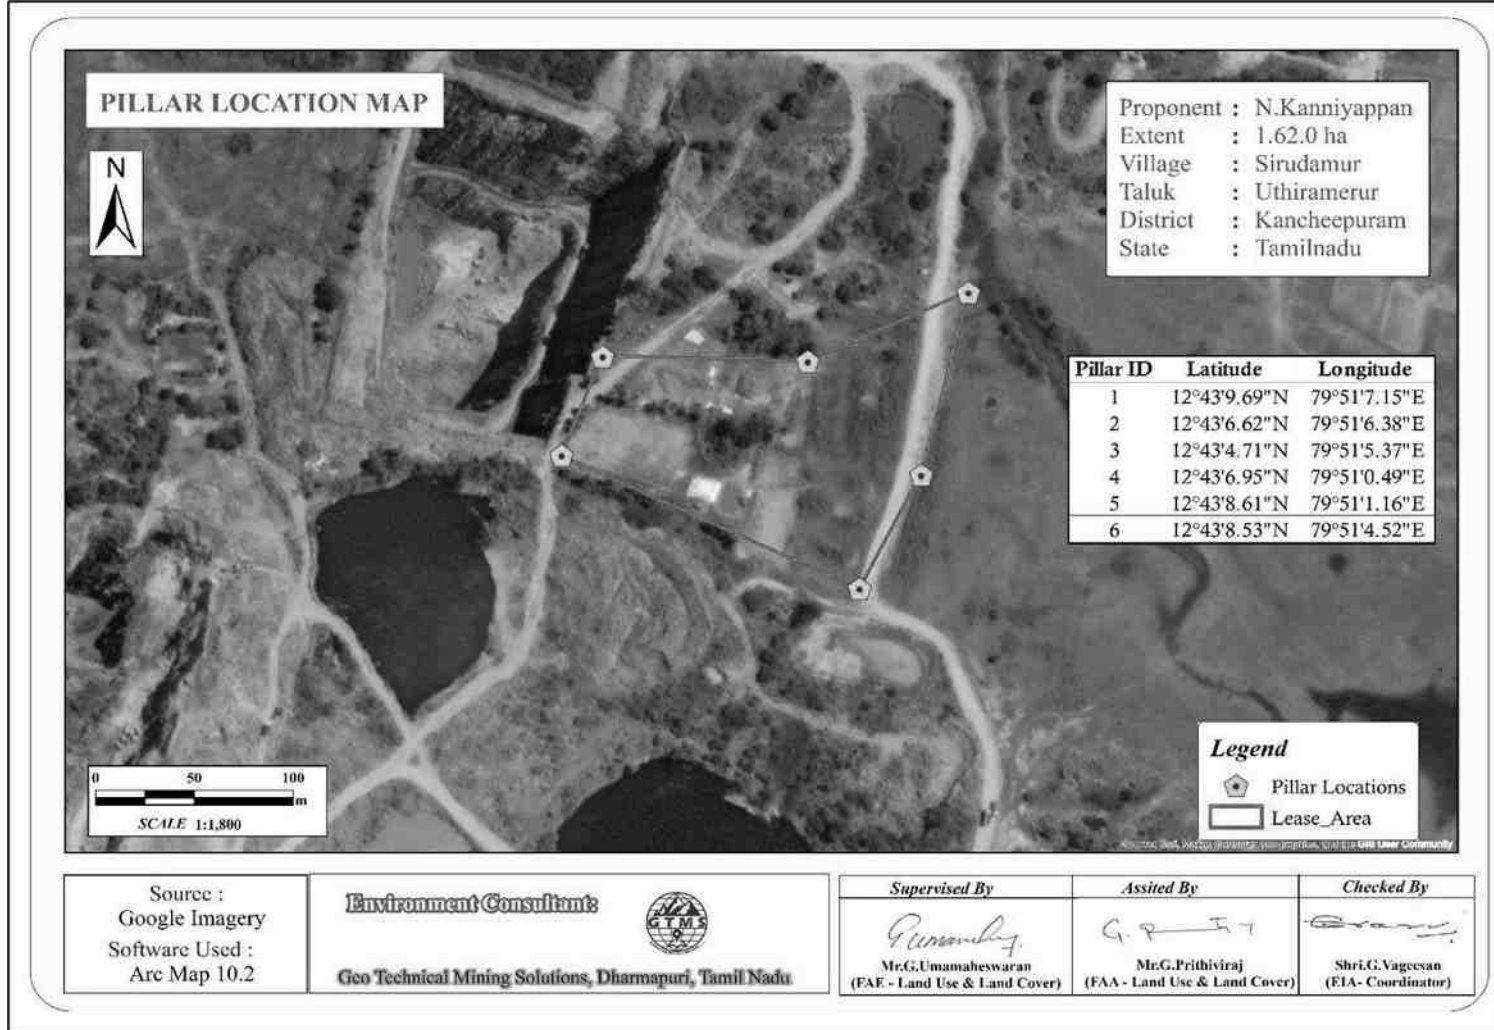 PILLAR LOCATION MAP
N
Proponent : N.Kanniyappan
Extent : 1.62.0 ha
Village : Sirudamur
Taluk : Uthiramerur
District : Kancheepuram
State : Tamilnadu
Pillar ID Latitude Longitude
1 12°43'9.69"N 79°51'7.15"E
2 12°43'6.62"N 79°51'6.38"E
3 12°43'4.71"N 79°51'5.37"E
4 12°43'6.95"N 79°51'0.49"E
5 12°43'8.61"N 79°51'1.16"E
6 12°43'8.53"N 79°51'4.52"E
Legend
Pillar Locations
Lease_Area
0 50 100
m
SCALE 1:1,800
GIS User Community
Source :
Google Imagery
Software Used :
Arc Map 10.2
Environment Consultant:
GTMS
Geo Technical Mining Solutions, Dharmapuri, Tamil Nadu
Supervised By Assited By Checked By
Mr.G.Umamaheswaran
(FAE - Land Use & Land Cover)
Mr.G.Prithiviraj
(FAA - Land Use & Land Cover)
Shri.G.Vageesan
(EIA- Coordinator)